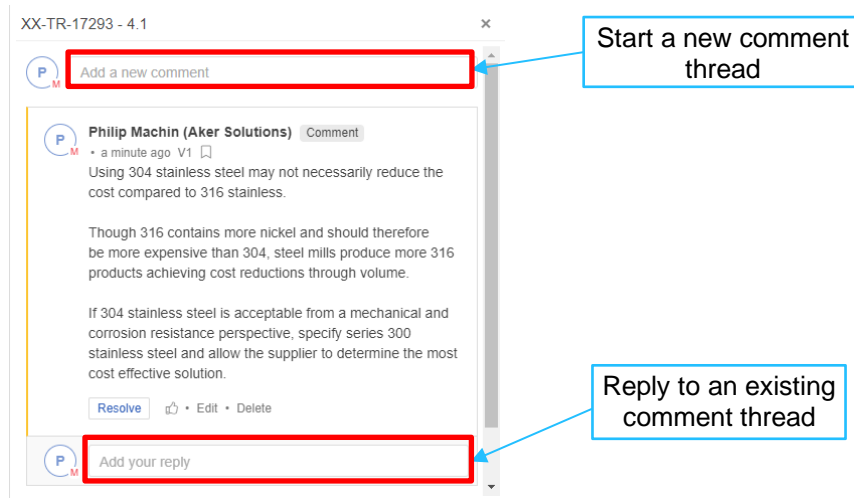 XX-TR-17293 - 4.1 ×
P M Add a new comment
Start a new comment
thread
P M Philip Machin (Aker Solutions) Comment
• a minute ago V1
Using 304 stainless steel may not necessarily reduce the
cost compared to 316 stainless.
Though 316 contains more nickel and should therefore
be more expensive than 304, steel mills produce more 316
products achieving cost reductions through volume.
If 304 stainless steel is acceptable from a mechanical and
corrosion resistance perspective, specify series 300
stainless steel and allow the supplier to determine the most
cost effective solution.
Resolve • Edit • Delete
Reply to an existing
comment thread
P M Add your reply